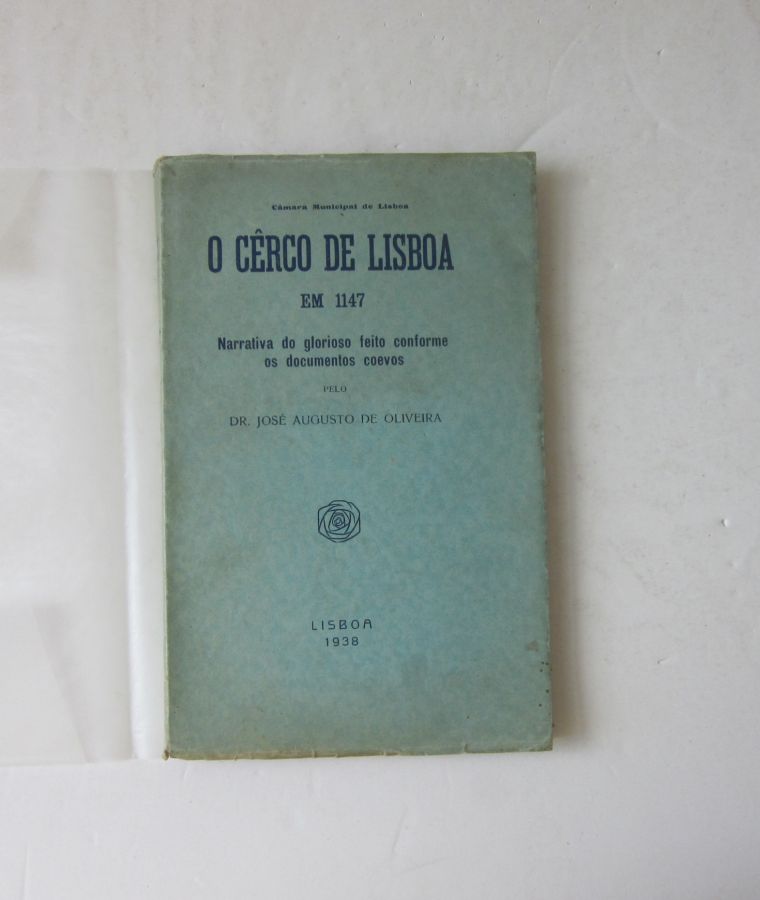 Câmara Municipal de Lisboa
O CÊRCO DE LISBOA
EM 1147
Narrativa do glorioso feito conforme
os documentos coevos
PELO
DR. JOSÉ AUGUSTO DE OLIVEIRA
LISBOA
1938